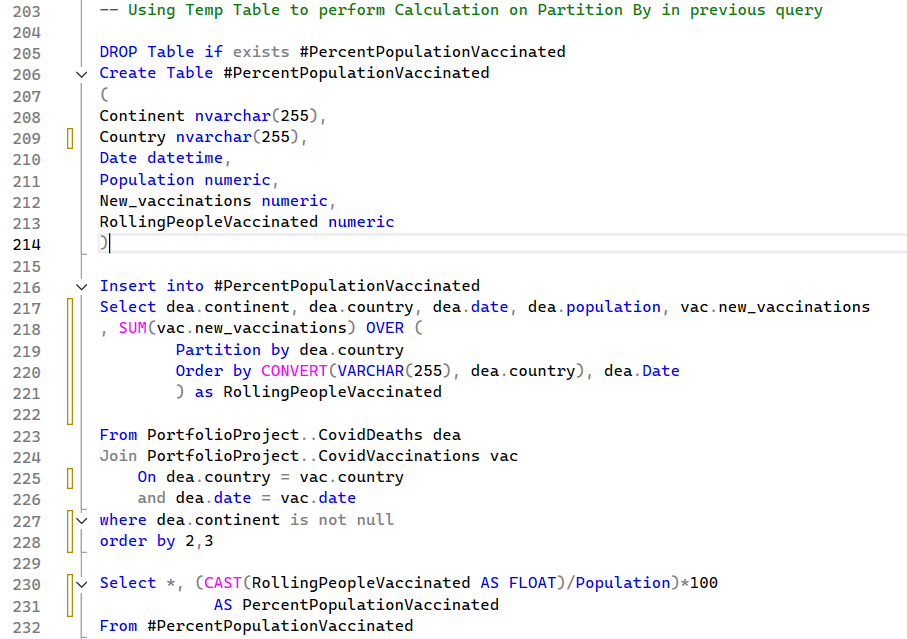 203 -- Using Temp Table to perform Calculation on Partition By in previous query
204
205 DROP Table if exists #PercentPopulationVaccinated
206 Create Table #PercentPopulationVaccinated
207 (
208 Continent nvarchar(255),
209 Country nvarchar(255),
210 Date datetime,
211 Population numeric,
212 New_vaccinations numeric,
213 RollingPeopleVaccinated numeric
214 )
215
216 Insert into #PercentPopulationVaccinated
217 Select dea.continent, dea.country, dea.date, dea.population, vac.new_vaccinations
218 , SUM(vac.new_vaccinations) OVER (
219         Partition by dea.country
220         Order by CONVERT(VARCHAR(255), dea.country), dea.Date
221         ) as RollingPeopleVaccinated
222
223 From PortfolioProject..CovidDeaths dea
224 Join PortfolioProject..CovidVaccinations vac
225     On dea.country = vac.country
226     and dea.date = vac.date
227 where dea.continent is not null
228 order by 2,3
229
230 Select *, (CAST(RollingPeopleVaccinated AS FLOAT)/Population)*100
231             AS PercentPopulationVaccinated
232 From #PercentPopulationVaccinated